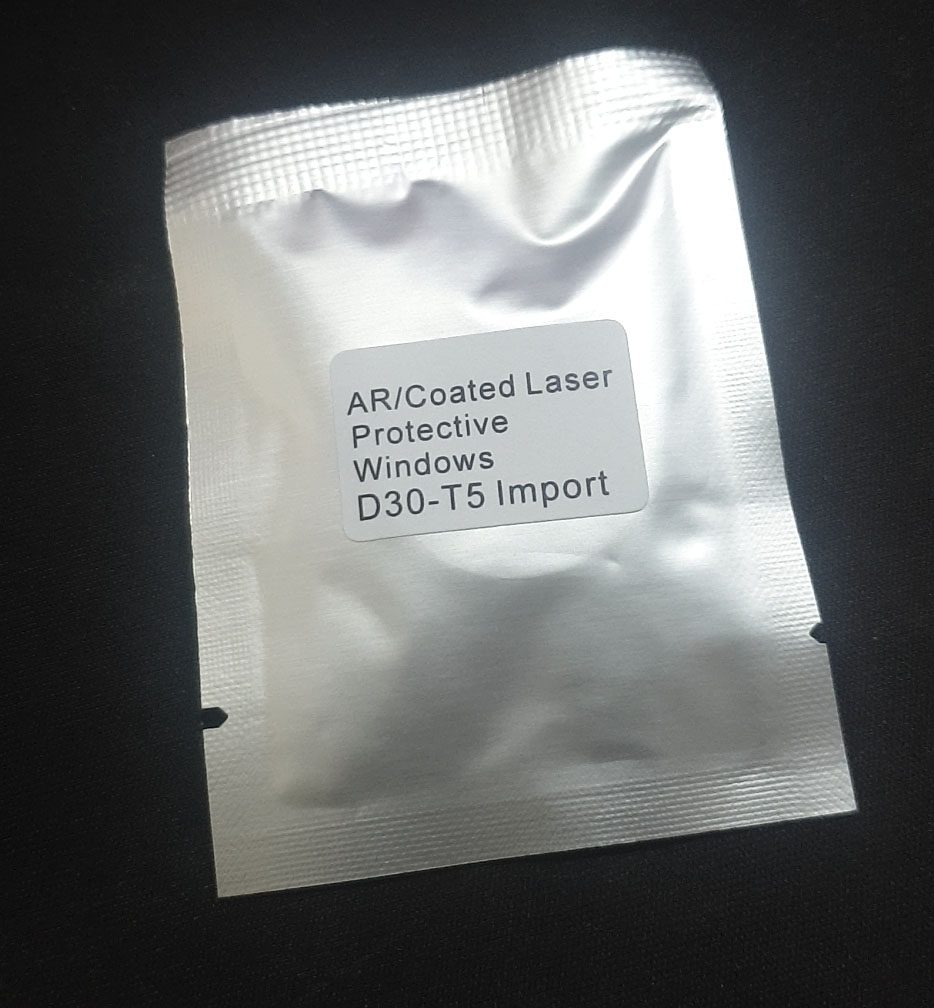 AR/Coated Laser
Protective
Windows
D30-T5 Import